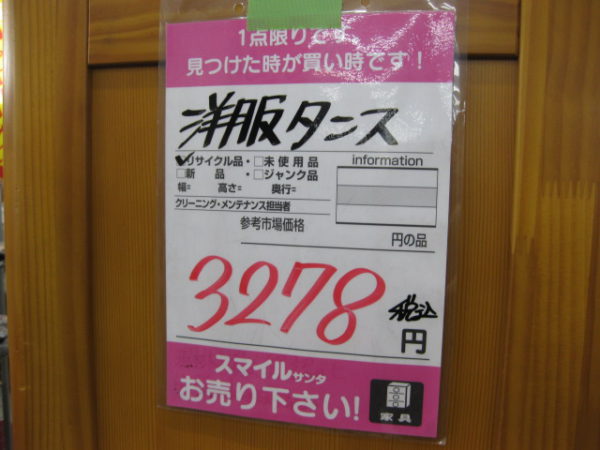 1点限りです
見つけた時が買い時です！
洋服タンス
リサイクル品・□未使用品
□新品・□ジャンク品
幅= 高さ= 奥行=
クリーニング・メンテナンス担当者
information
参考市場価格
円の品
3278
税込
円
スマイルサンタ
お売り下さい！
家具